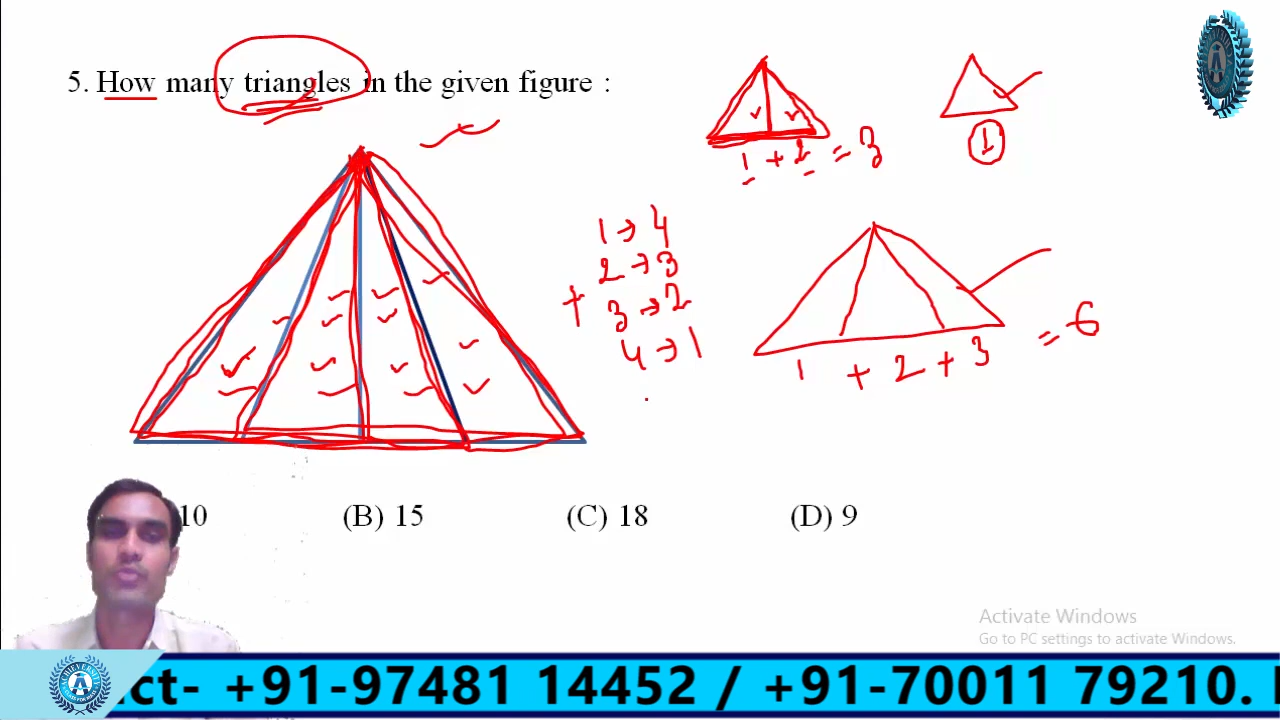 5. How many triangles in the given figure :
1 + 2 = 3
1
1 → 4
2 → 3
+ 3 → 2
4 → 1
1 + 2 + 3 = 6
10
(B) 15
(C) 18
(D) 9
Activate Windows
Go to PC settings to activate Windows.
ct- +91-97481 14452 / +91-70011 79210.